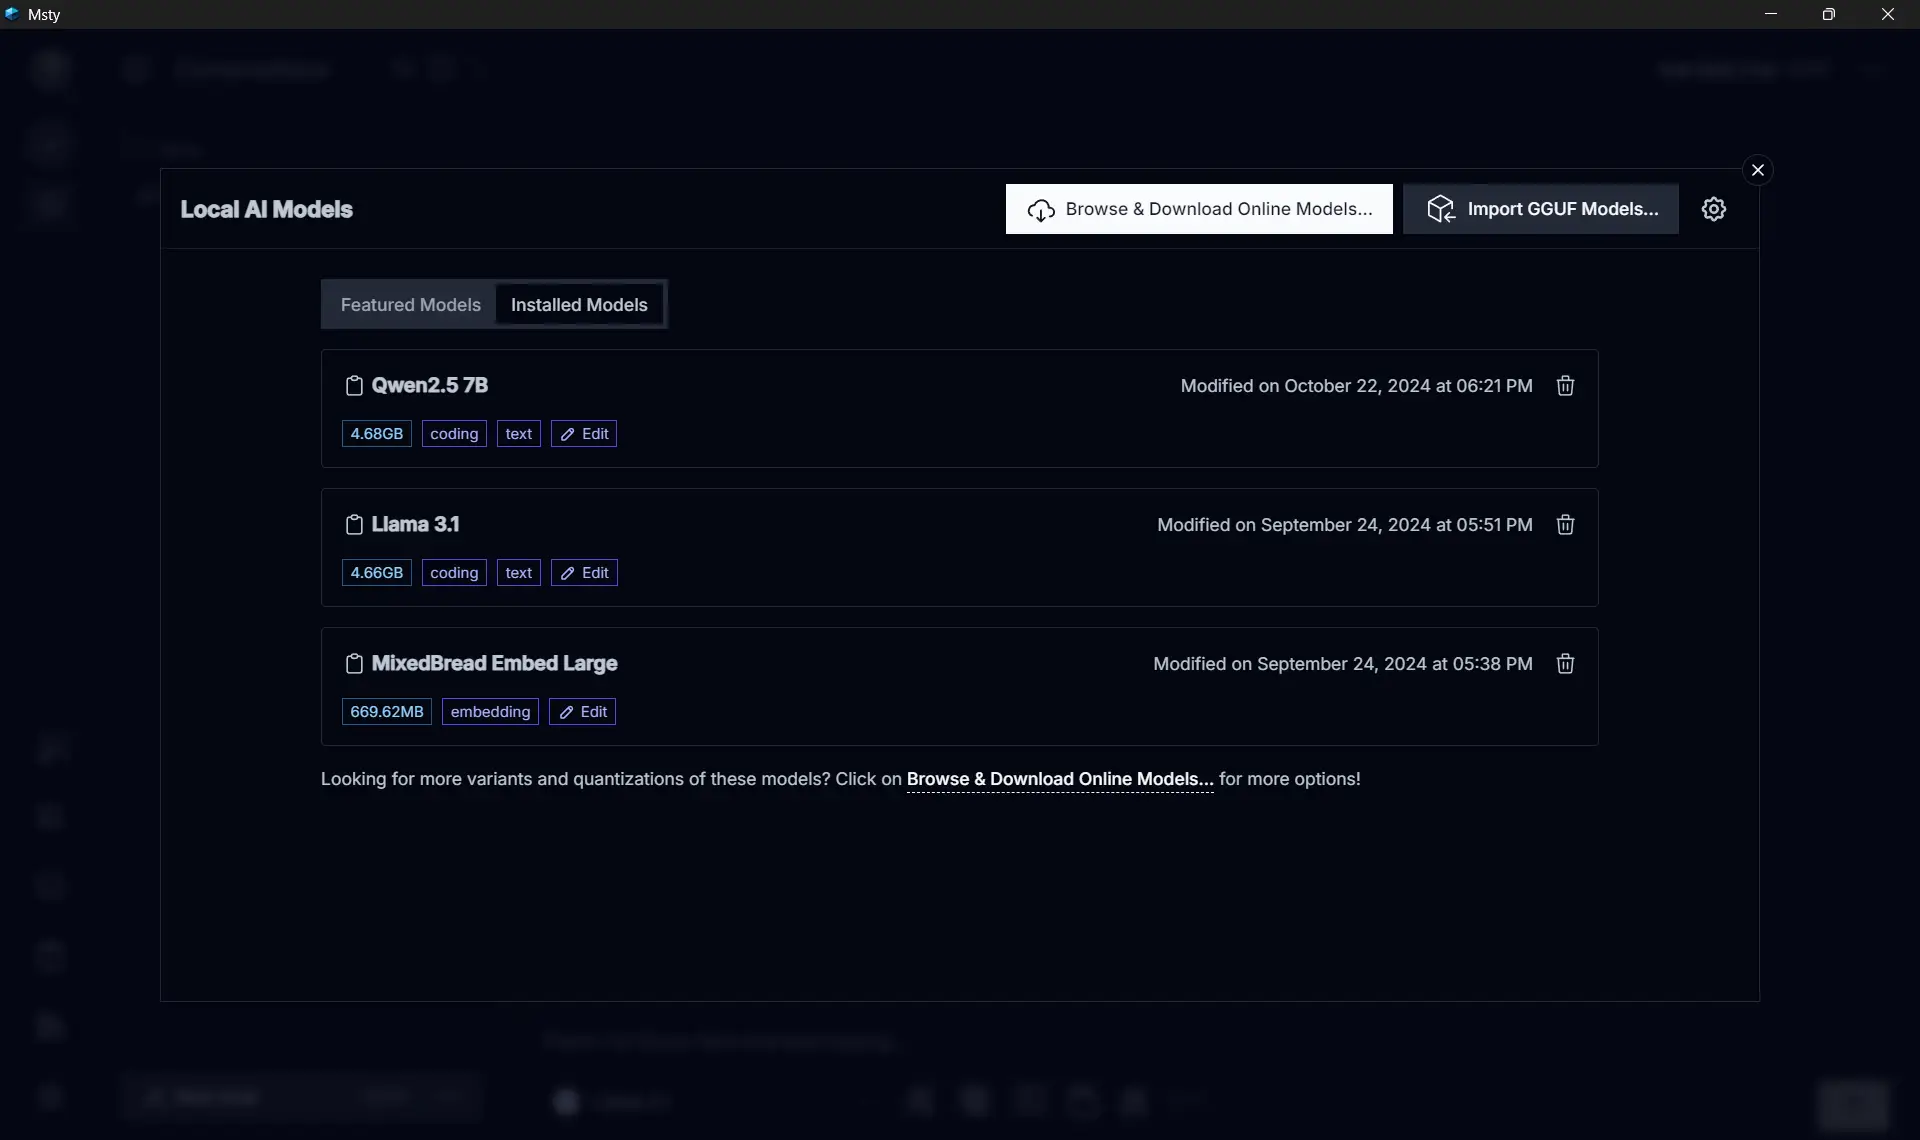 Msty
Local AI Models
Browse & Download Online Models...
Import GGUF Models...
Featured Models
Installed Models
Qwen2.5 7B
Modified on October 22, 2024 at 06:21 PM
4.68GB
coding
text
Edit
Llama 3.1
Modified on September 24, 2024 at 05:51 PM
4.66GB
coding
text
Edit
MixedBread Embed Large
Modified on September 24, 2024 at 05:38 PM
669.62MB
embedding
Edit
Looking for more variants and quantizations of these models? Click on Browse & Download Online Models... for more options!